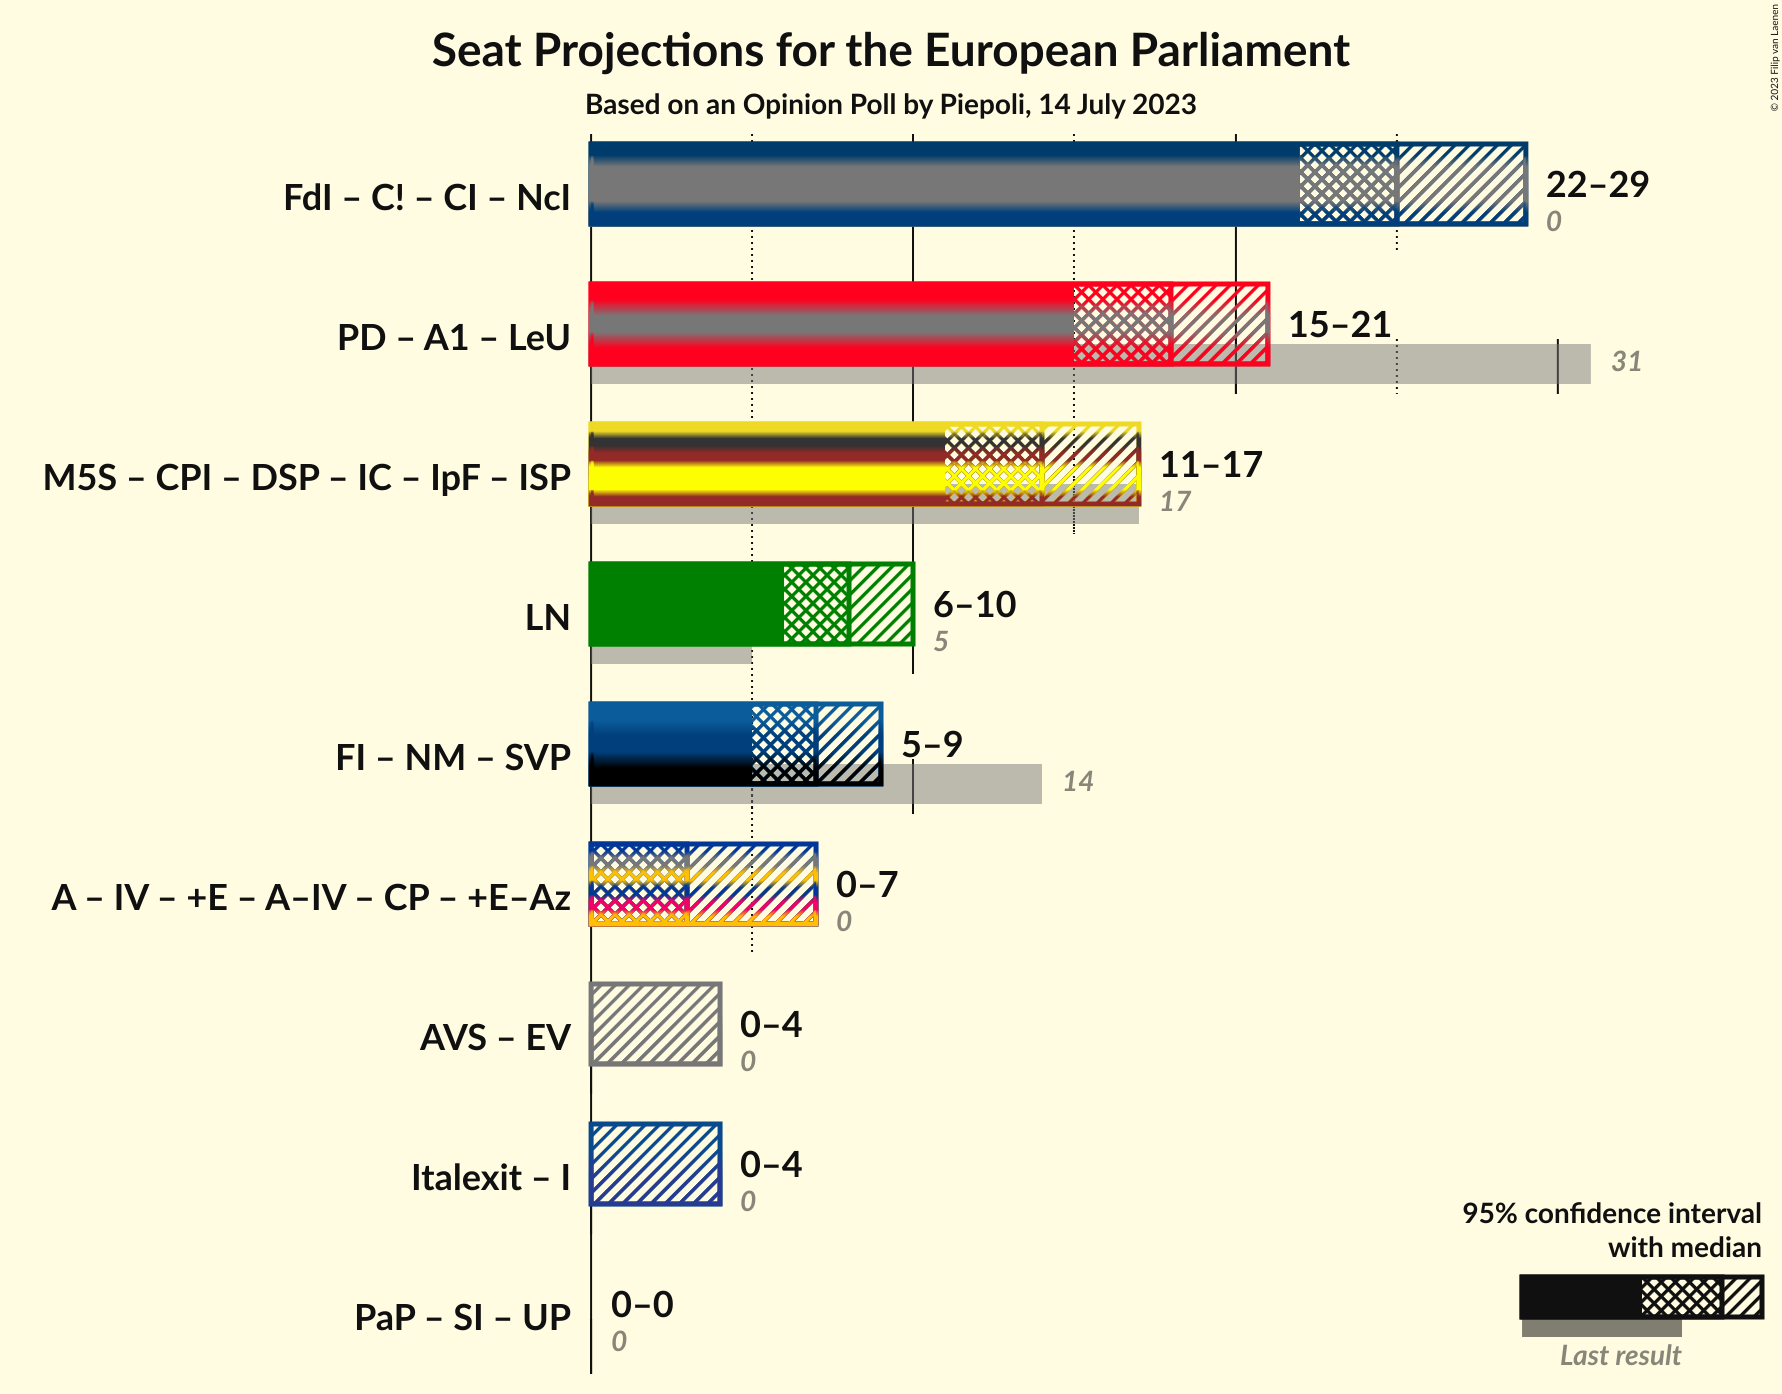 Seat Projections for the European Parliament
Based on an Opinion Poll by Piepoli, 14 July 2023
© 2023 Filip van Laenen
FdI – C! – CI – NcI
22–29
0
PD – A1 – LeU
15–21
31
M5S – CPI – DSP – IC – IpF – ISP
11–17
17
LN
6–10
5
FI – NM – SVP
5–9
14
A – IV – +E – A–IV – CP – +E–Az
0–7
0
AVS – EV
0–4
0
Italexit – I
0–4
0
PaP – SI – UP
0–0
0
95% confidence interval
with median
Last result